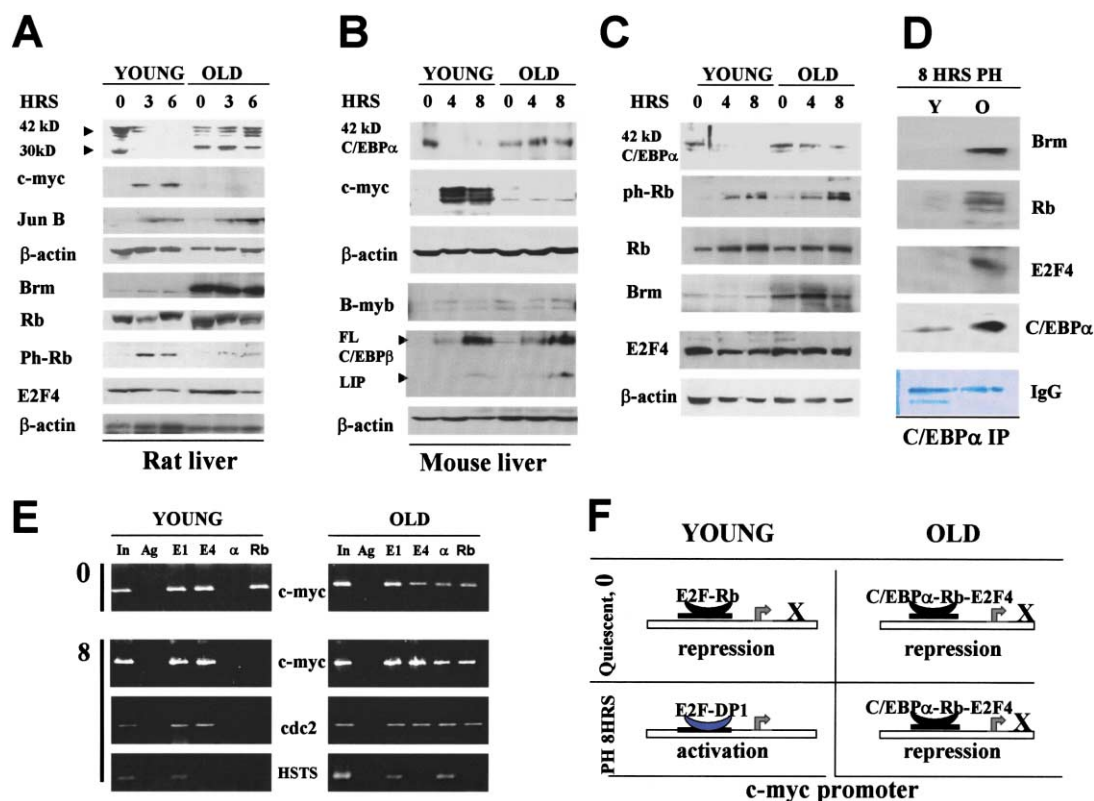 A
YOUNG OLD
HRS 0 3 6 0 3 6
42 kD
30kD
c-myc
Jun B
β-actin
Brm
Rb
Ph-Rb
E2F4
β-actin
Rat liver
B
YOUNG OLD
HRS 0 4 8 0 4 8
42 kD
C/EBPα
c-myc
β-actin
B-myb
FL
C/EBPβ
LIP
β-actin
Mouse liver
C
YOUNG OLD
HRS 0 4 8 0 4 8
42 kD
C/EBPα
ph-Rb
Rb
Brm
E2F4
β-actin
D
8 HRS PH
Y O
Brm
Rb
E2F4
C/EBPα
IgG
C/EBPα IP
E
YOUNG OLD
In Ag E1 E4 α Rb In Ag E1 E4 α Rb
0 c-myc
8 c-myc
cdc2
HSTS
F
YOUNG OLD
Quiescent, 0
E2F-Rb X
repression
C/EBPα-Rb-E2F4 X
repression
PH 8HRS
E2F-DP1
activation
C/EBPα-Rb-E2F4 X
repression
c-myc promoter